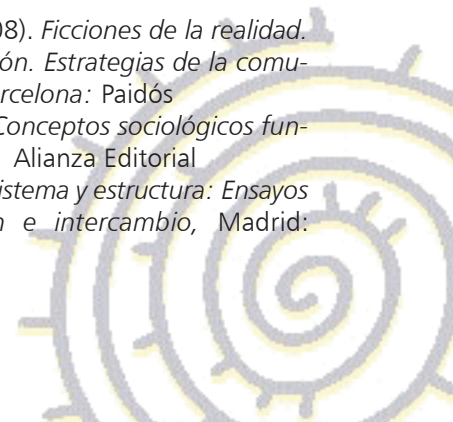 08). Ficciones de la realidad.
ón. Estrategias de la comu-
rcelona: Paidós
Conceptos sociológicos fun-
Alianza Editorial
istema y estructura: Ensayos
n e intercambio, Madrid: